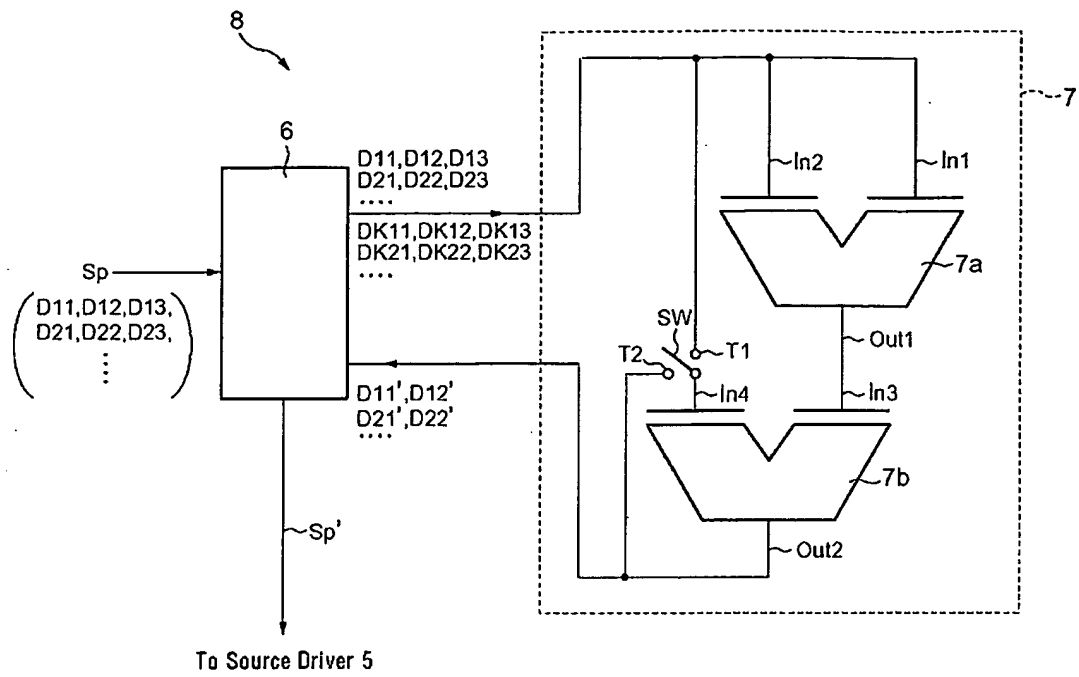 8
7
6
D11,D12,D13
D21,D22,D23
....
DK11,DK12,DK13
DK21,DK22,DK23
....
In2
In1
7a
Sp
D11,D12,D13,
D21,D22,D23,
⋮
SW
T1
T2
Out1
In4
In3
D11',D12'
D21',D22'
....
7b
Out2
Sp'
To Source Driver 5